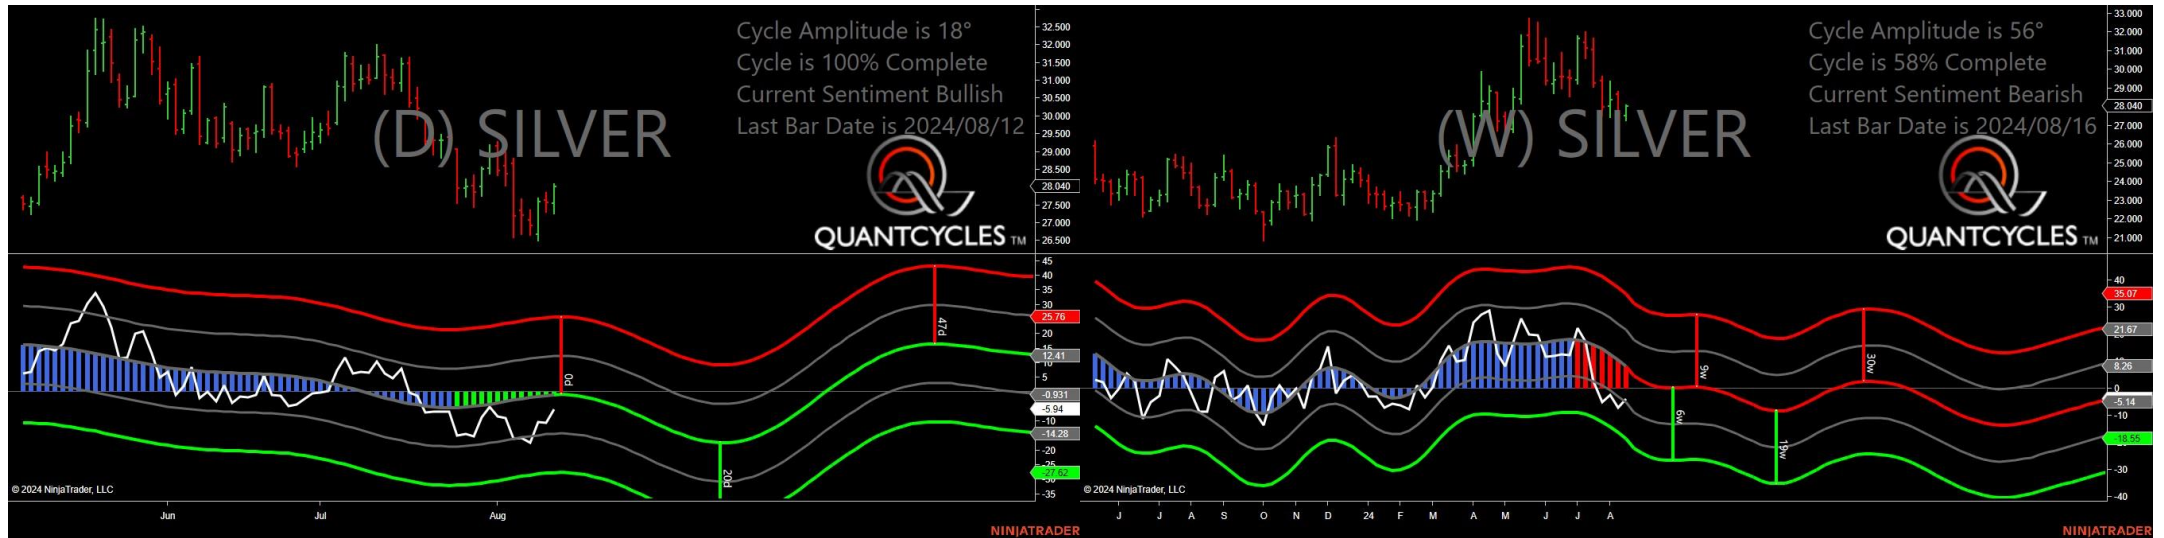 Cycle Amplitude is 18°
Cycle is 100% Complete
Current Sentiment Bullish
Last Bar Date is 2024/08/12
(D) SILVER
QUANTCYCLES TM
32.500
32.000
31.500
30.500
30.000
29.500
29.000
28.500
28.040
27.500
27.000
26.500
45
40
35
30
25.76
20
15
12.41
5
-0.931
-5.94
-10
-14.28
-20
-25
-27.62
-35
0d
20d
47d
© 2024 NinjaTrader, LLC
Jun
Jul
Aug
NINJATRADER
Cycle Amplitude is 56°
Cycle is 58% Complete
Current Sentiment Bearish
Last Bar Date is 2024/08/16
(W) SILVER
QUANTCYCLES TM
33.000
32.000
31.000
30.000
29.000
28.040
27.000
26.000
25.000
24.000
23.000
22.000
21.000
40
35.07
30
21.67
8.26
0
-5.14
-10
-18.55
-30
-40
9w
6w
19w
30w
© 2024 NinjaTrader, LLC
J
J
A
S
O
N
D
24
F
M
A
M
J
J
A
NINJATRADER